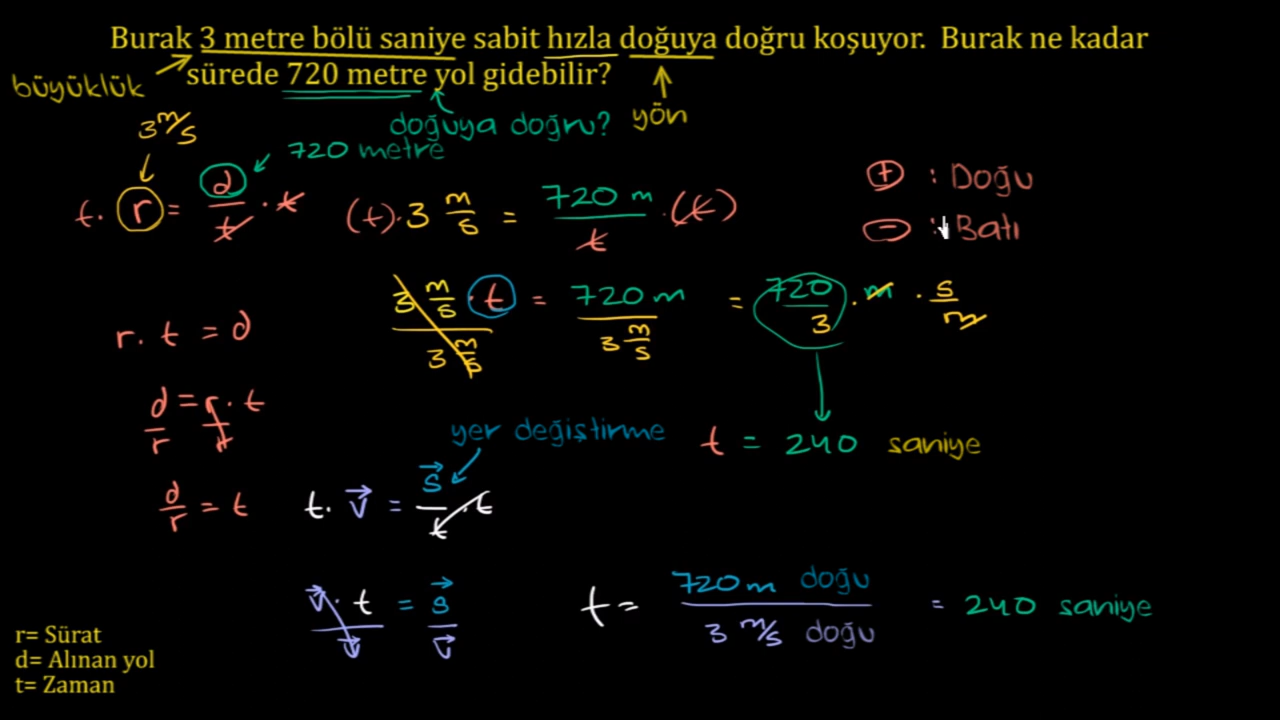 Burak 3 metre bölü saniye sabit hızla doğuya doğru koşuyor. Burak ne kadar
sürede 720 metre yol gidebilir?
büyüklük
yön
doğuya doğru?
3 m/s
720 metre
t. r = d/t . t
(t).3 m/s = 720 m/t .(t)
+ : Doğu
- : Batı
3 m/s . t / 3 m/s = 720 m / 3 m/s = 720/3 . m . s/m
r. t = d
d/r = r. t/r
d/r = t
yer değiştirme
t = 240 saniye
t. v⃗ = s⃗/t . t
v⃗ . t / v⃗ = s⃗ / v⃗
t = 720 m doğu / 3 m/s doğu = 240 saniye
r= Sürat
d= Alınan yol
t= Zaman